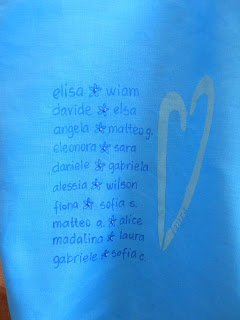 elisa wiam
davide elsa
angela matteo g.
eleonora sara
daniele gabriela
alessia wilson
fiona sofia s.
matteo a. alice
madalina laura
gabriele sofia c.